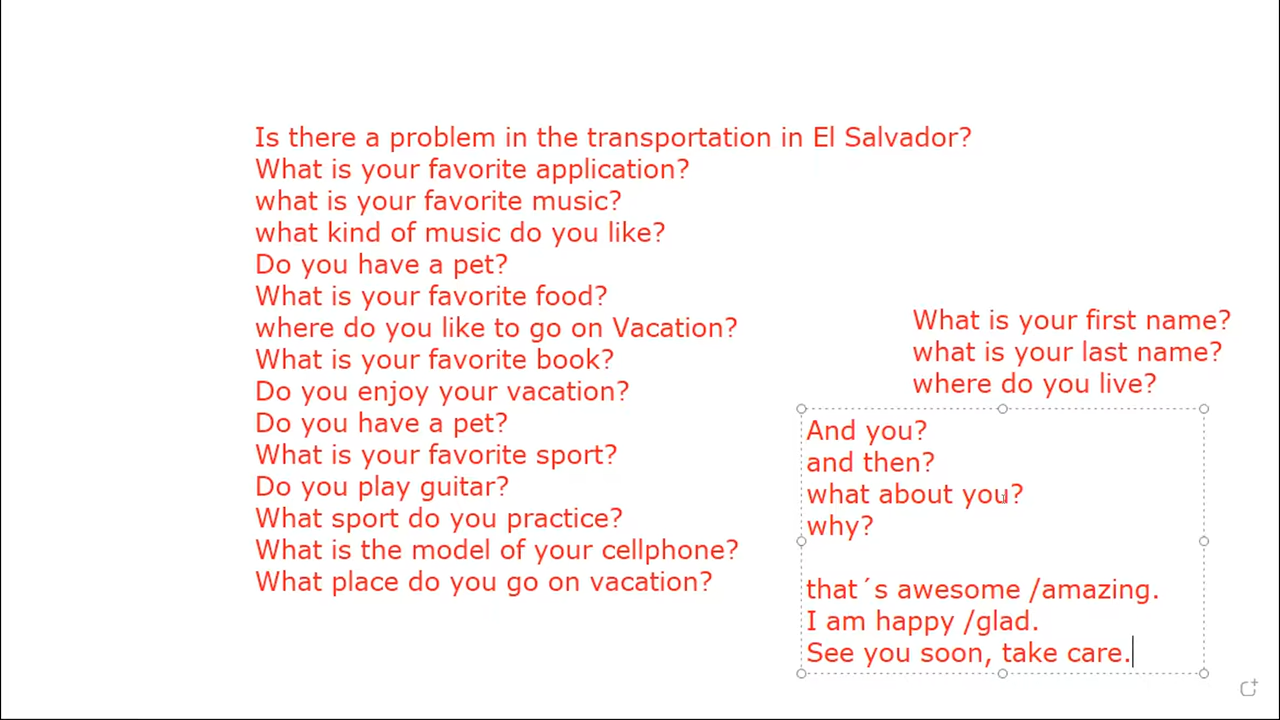 Is there a problem in the transportation in El Salvador?
What is your favorite application?
what is your favorite music?
what kind of music do you like?
Do you have a pet?
What is your favorite food?
where do you like to go on Vacation?
What is your favorite book?
Do you enjoy your vacation?
Do you have a pet?
What is your favorite sport?
Do you play guitar?
What sport do you practice?
What is the model of your cellphone?
What place do you go on vacation?
What is your first name?
what is your last name?
where do you live?
And you?
and then?
what about you?
why?
that´s awesome /amazing.
I am happy /glad.
See you soon, take care.